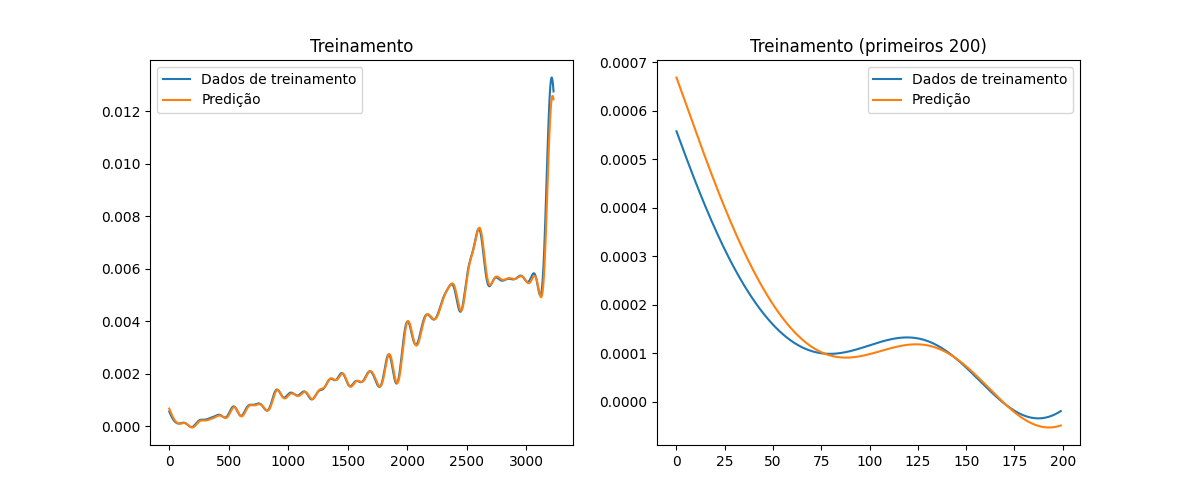 Treinamento
Dados de treinamento
Predição
0.012
0.010
0.008
0.006
0.004
0.002
0.000
0 500 1000 1500 2000 2500 3000
Treinamento (primeiros 200)
Dados de treinamento
Predição
0.0007
0.0006
0.0005
0.0004
0.0003
0.0002
0.0001
0.0000
0 25 50 75 100 125 150 175 200